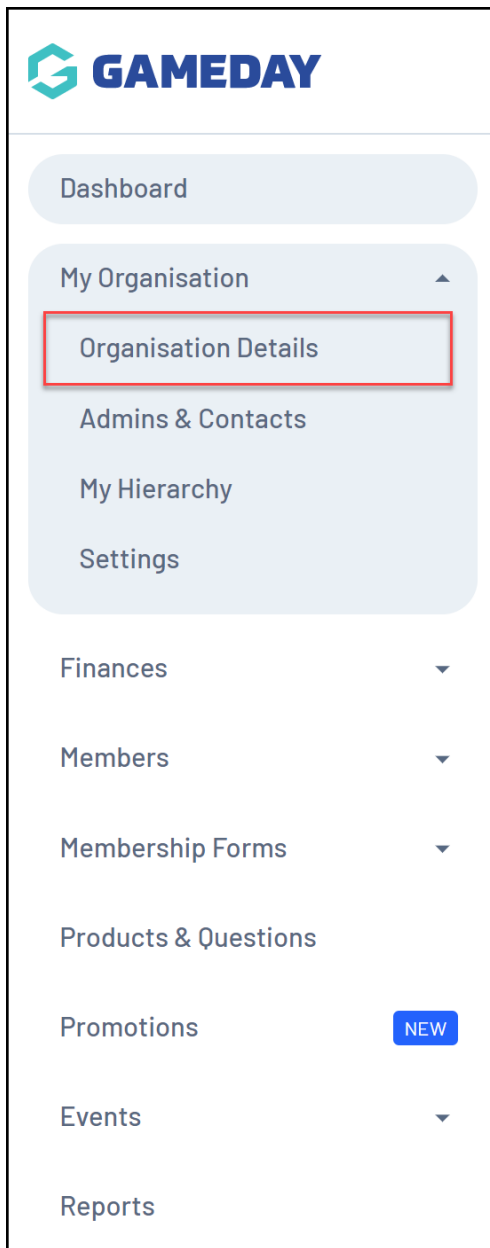 GAMEDAY
Dashboard
My Organisation
Organisation Details
Admins & Contacts
My Hierarchy
Settings
Finances
Members
Membership Forms
Products & Questions
Promotions NEW
Events
Reports